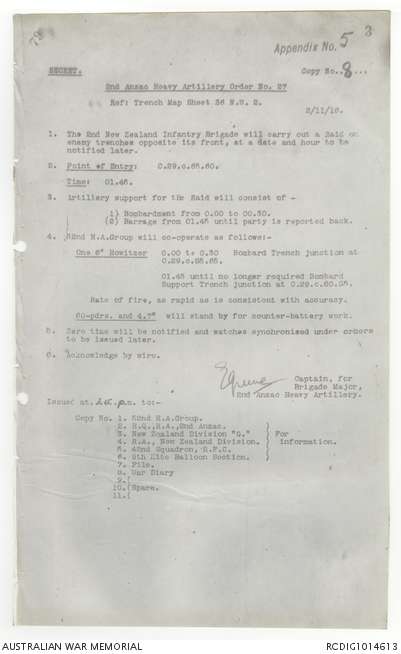 Appendix No. 5 3
SECRET. Copy No. 8
2nd Anzac Heavy Artillery Order No. 27
Ref: Trench Map Sheet 36 N.W. 2.
2/11/16.
1. The 2nd New Zealand Infantry Brigade will carry out a Raid on
enemy trenches opposite its front, at a date and hour to be
notified later.
2. Point of Entry: C.29.c.65.60.
Time: 01.45.
3. Artillery support for the Raid will consist of -
(1) Bombardment from 0.00 to 00.30.
(2) Barrage from 01.45 until party is reported back.
4. 52nd H.A.Group will co-operate as follows:-
One 6" Howitzer 0.00 to 0.30 Bombard Trench junction at
C.29.c.65.65.
01.45 until no longer required Bombard
Support Trench junction at C.29.c.60.05.
Rate of fire, as rapid as is consistent with accuracy.
60-pdrs. and 4.7" will stand by for counter-battery work.
5. Zero time will be notified and watches synchronised under orders
to be issued later.
6. Acknowledge by wire.
Captain, for
Brigade Major,
2nd Anzac Heavy Artillery.
Issued at p.m. to:-
Copy No. 1. 52nd H.A.Group.
2. H.Q.,R.A.,2nd Anzac.
3. New Zealand Division "G." For
4. R.A., New Zealand Division. information.
5. 42nd Squadron, R.F.C.
6. 5th Kite Balloon Section.
7. File.
8. War Diary
9.
10. Spare.
11.
AUSTRALIAN WAR MEMORIAL RCDIG1014613